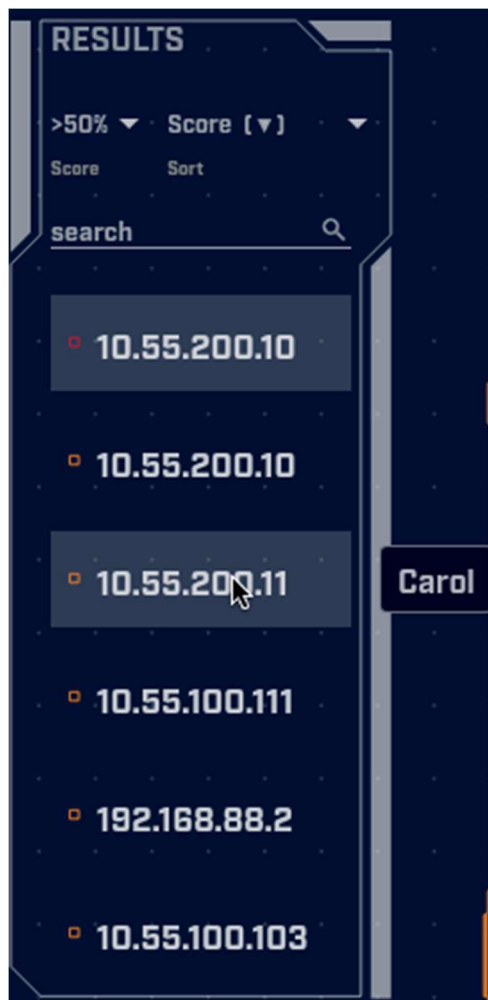 RESULTS
>50% Score (▼)
Score Sort
search
10.55.200.10
10.55.200.10
10.55.200.11
Carol
10.55.100.111
192.168.88.2
10.55.100.103